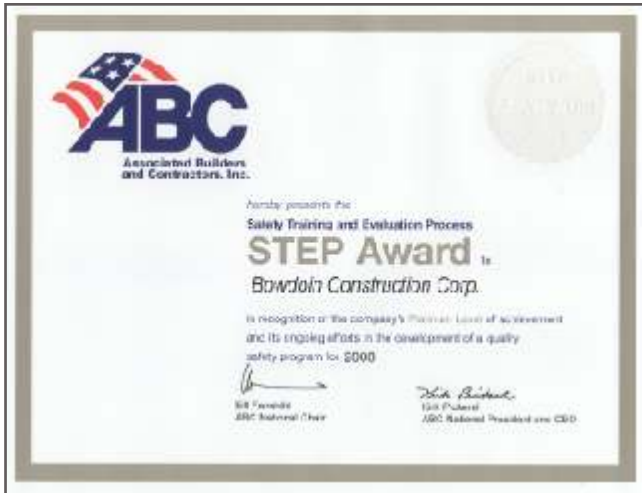 ABC
Associated Builders
and Contractors, Inc.
hereby presents the
Safety Training and Evaluation Process
STEP Award to
Bowdoin Construction Corp.
in recognition of the company's Platinum Level of achievement
and its ongoing efforts in the development of a quality
safety program for
ABC National Chair
ABC National President and CEO